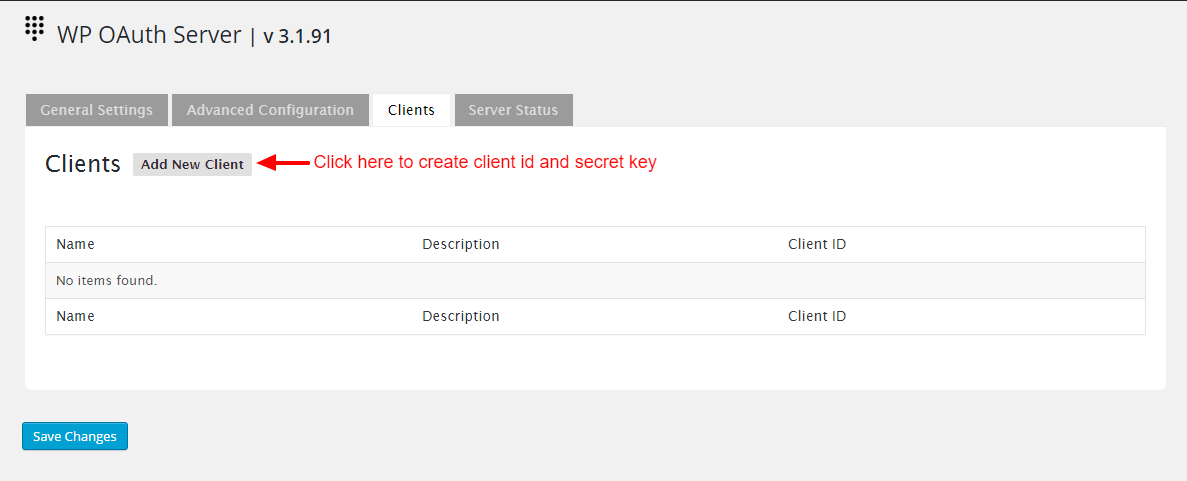 WP OAuth Server | v 3.1.91
General Settings Advanced Configuration Clients Server Status
Clients Add New Client Click here to create client id and secret key
Name Description Client ID
No items found.
Name Description Client ID
Save Changes